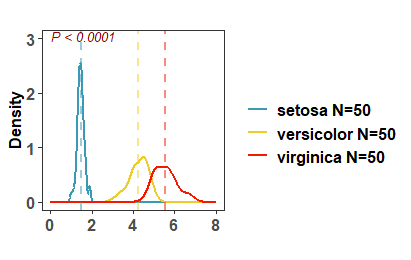 P < 0.0001
3
2
1
0
Density
0 2 4 6 8
setosa N=50
versicolor N=50
virginica N=50